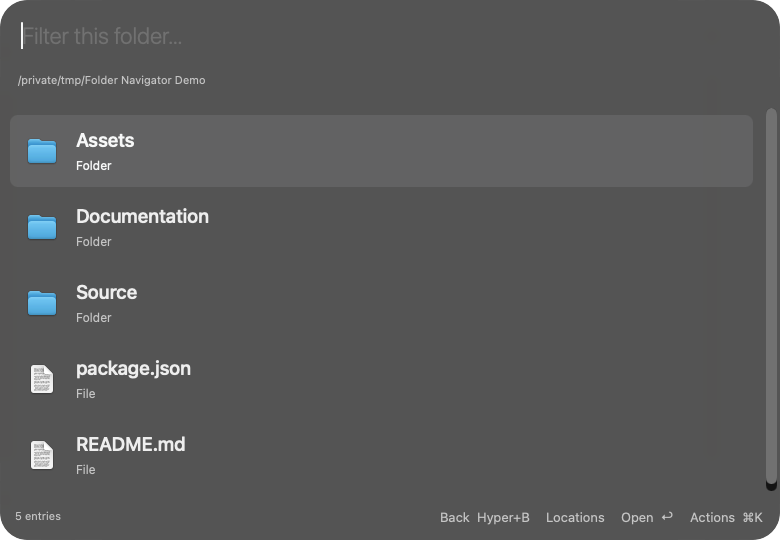 Filter this folder...
/private/tmp/Folder Navigator Demo
Assets
Folder
Documentation
Folder
Source
Folder
package.json
File
README.md
File
5 entries Back Hyper+B Locations Open ↩ Actions ⌘K